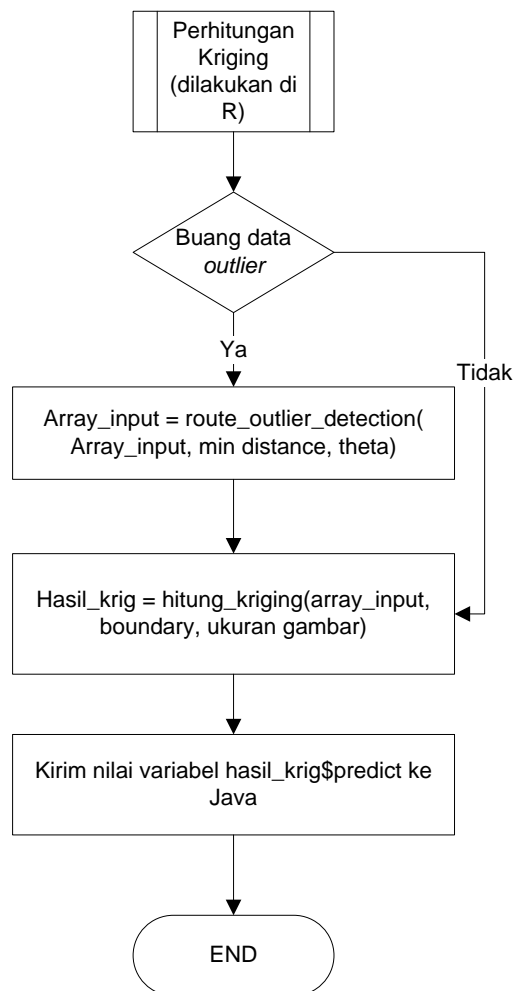 Perhitungan
Kriging
(dilakukan di
R)
Buang data
outlier
Ya
Tidak
Array_input = route_outlier_detection(
Array_input, min distance, theta)
Hasil_krig = hitung_kriging(array_input,
boundary, ukuran gambar)
Kirim nilai variabel hasil_krig$predict ke
Java
END